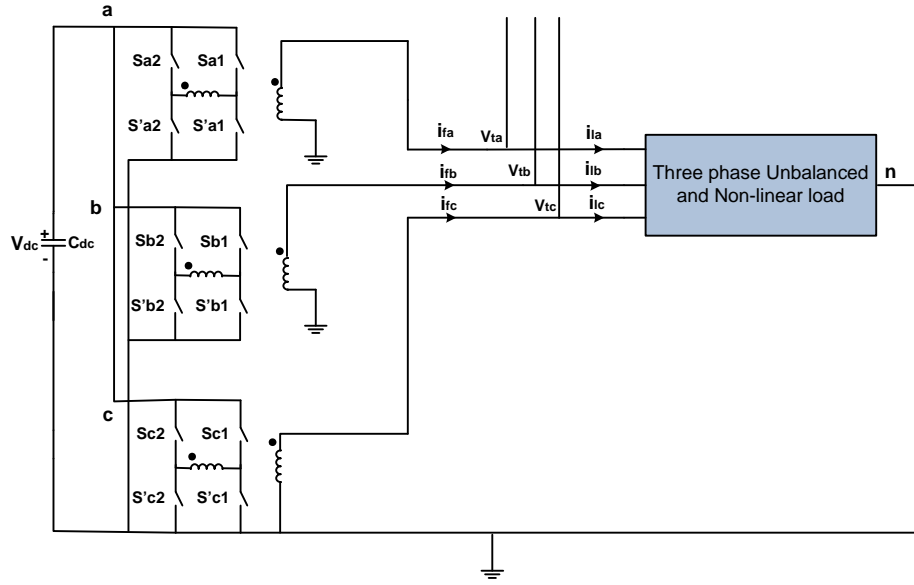 a
Sa2 Sa1
S'a2 S'a1
ifa
Vta
ila
ifb
Vtb
ilb
ifc
Vtc
ilc
Three phase Unbalanced
and Non-linear load
n
b
Sb2 Sb1
S'b2 S'b1
Vdc + Cdc
-
c
Sc2 Sc1
S'c2 S'c1